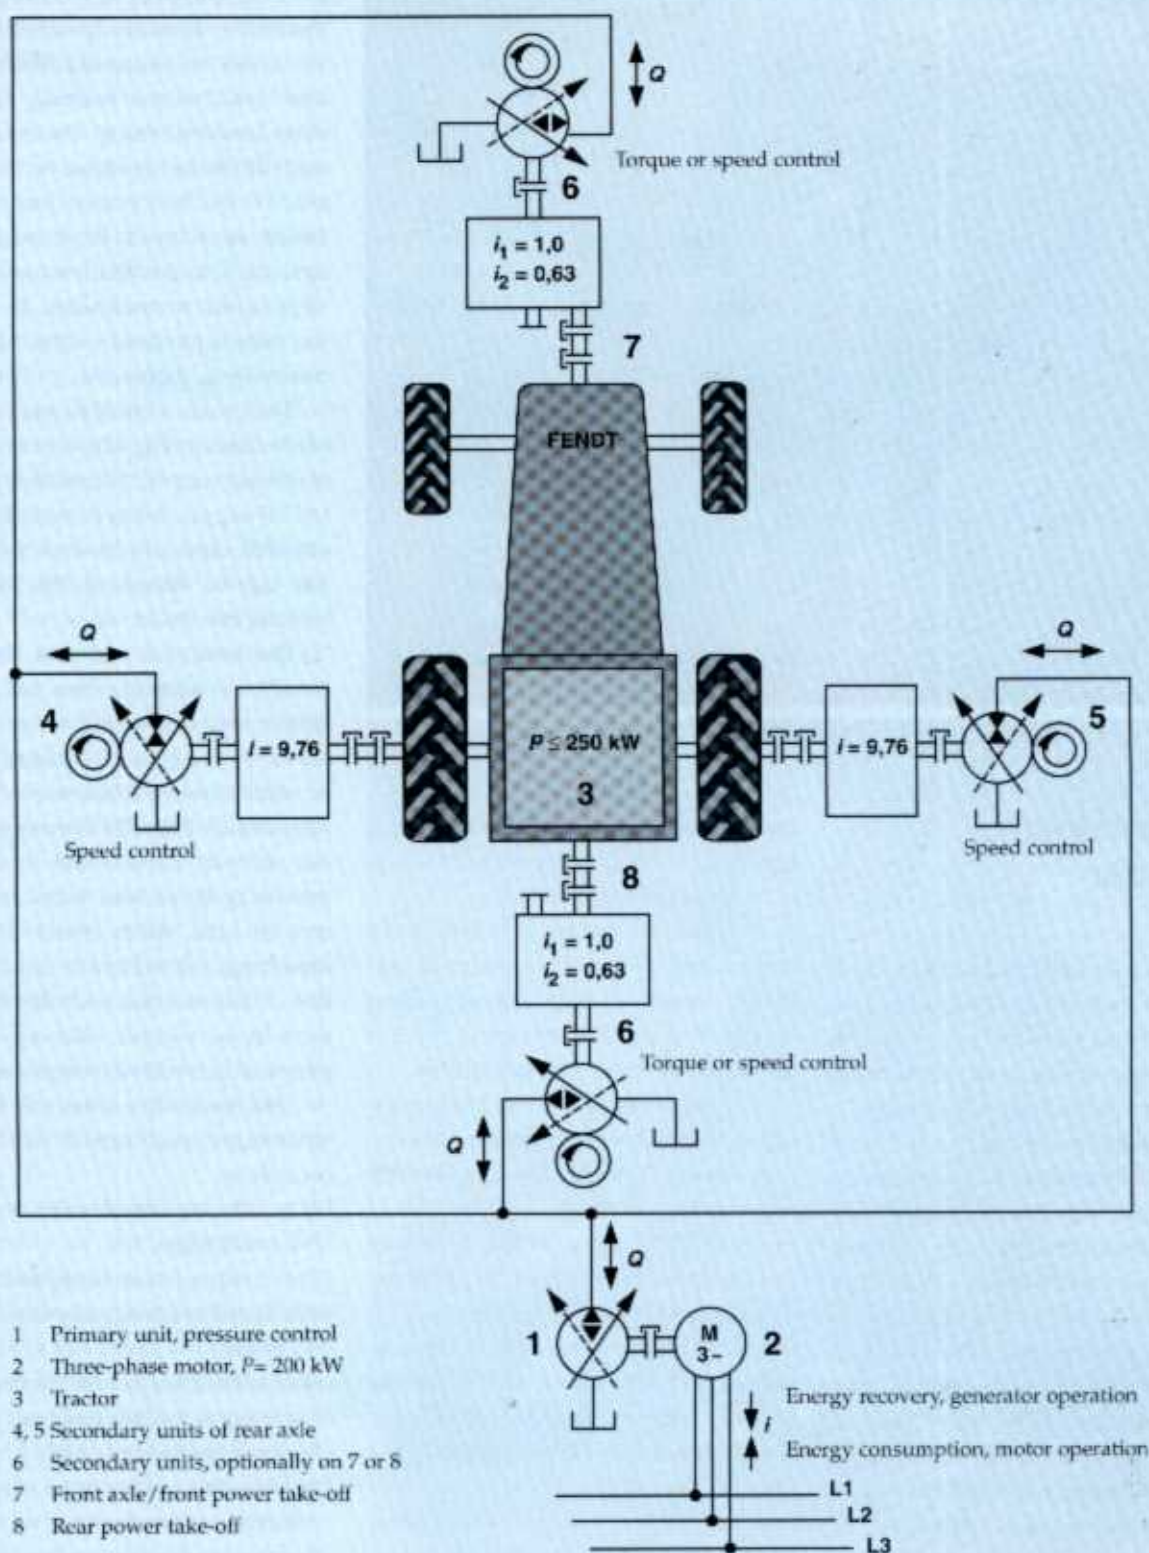 Q
Torque or speed control
6
i1 = 1,0
i2 = 0,63
7
FENDT
Q
Q
4
5
i = 9,76
P ≤ 250 kW
i = 9,76
3
Speed control
Speed control
8
i1 = 1,0
i2 = 0,63
6
Torque or speed control
Q
Q
1
M
3~
2
Energy recovery, generator operation
i
Energy consumption, motor operation
L1
L2
L3
1 Primary unit, pressure control
2 Three-phase motor, P= 200 kW
3 Tractor
4, 5 Secondary units of rear axle
6 Secondary units, optionally on 7 or 8
7 Front axle/front power take-off
8 Rear power take-off